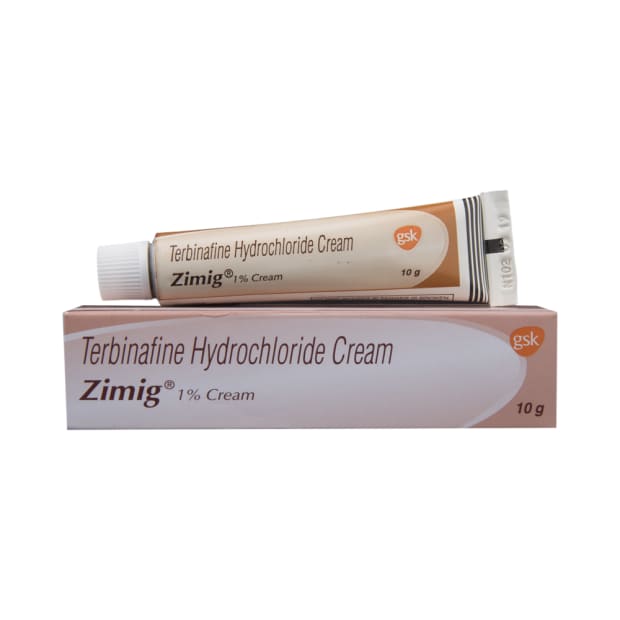 Terbinafine Hydrochloride Cream
gsk
Zimig® 1% Cream
10 g
Terbinafine Hydrochloride Cream
gsk
Zimig® 1% Cream
10 g